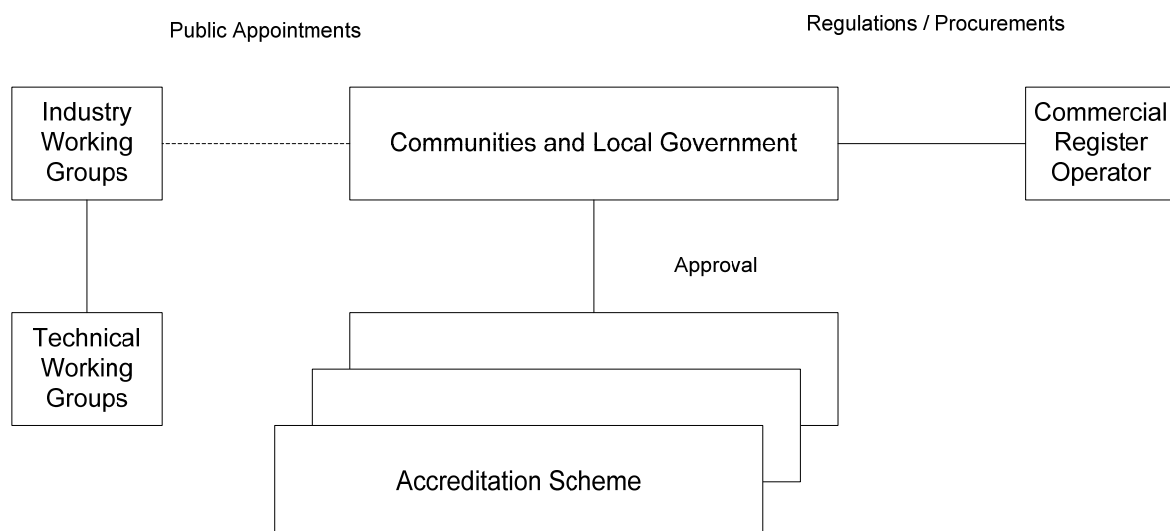 Public Appointments
Regulations / Procurements
Industry
Working
Groups
Communities and Local Government
Commercial
Register
Operator
Approval
Technical
Working
Groups
Accreditation Scheme